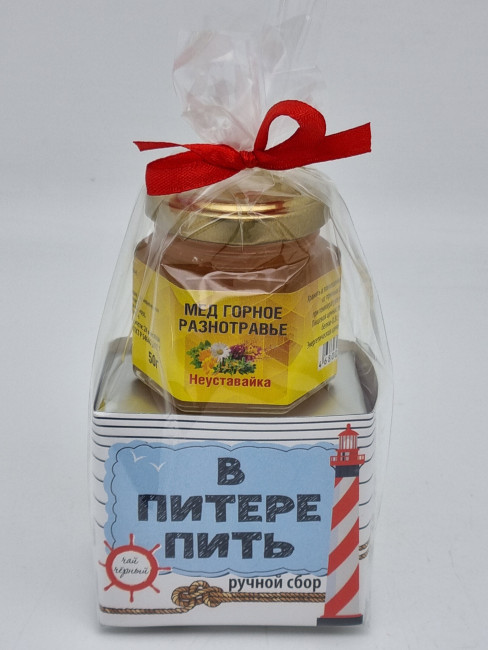 МЕД ГОРНОЕ
РАЗНОТРАВЬЕ
50г
Неуставайка
В
ПИТЕРЕ
ПИТЬ
чай
чёрный
ручной сбор